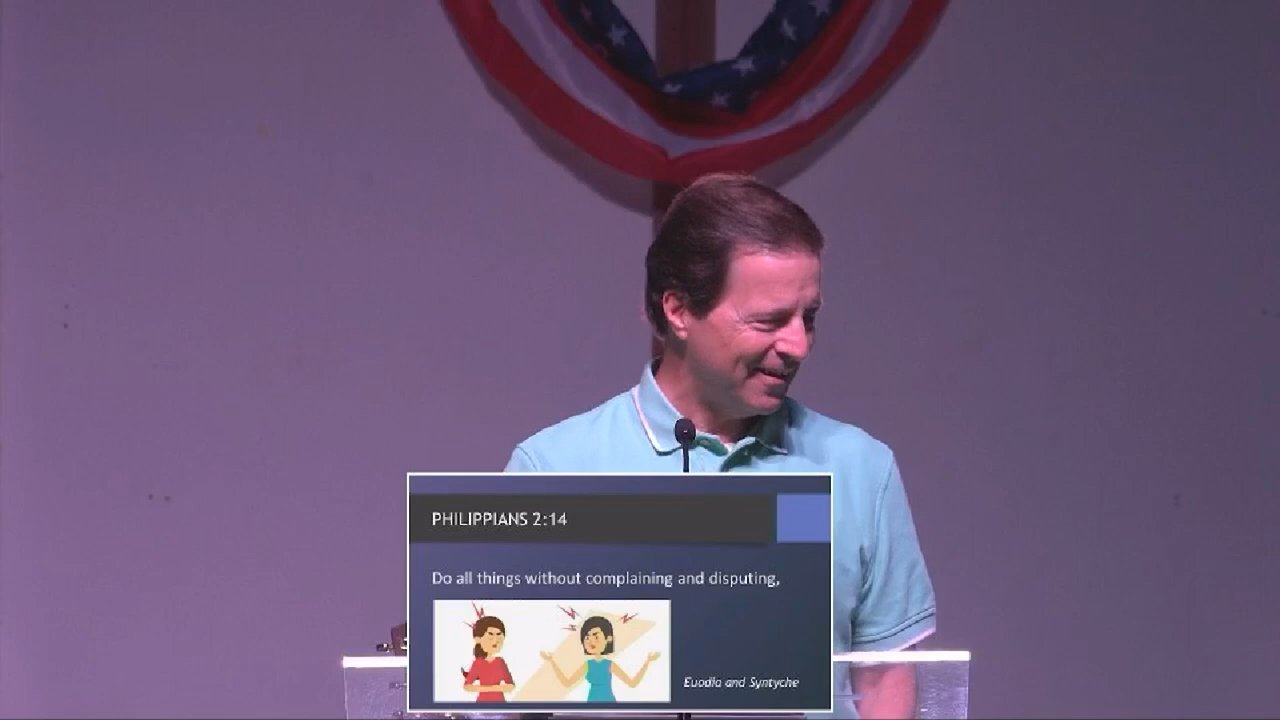 PHILIPPIANS 2:14
Do all things without complaining and disputing,
Euodia and Syntyche